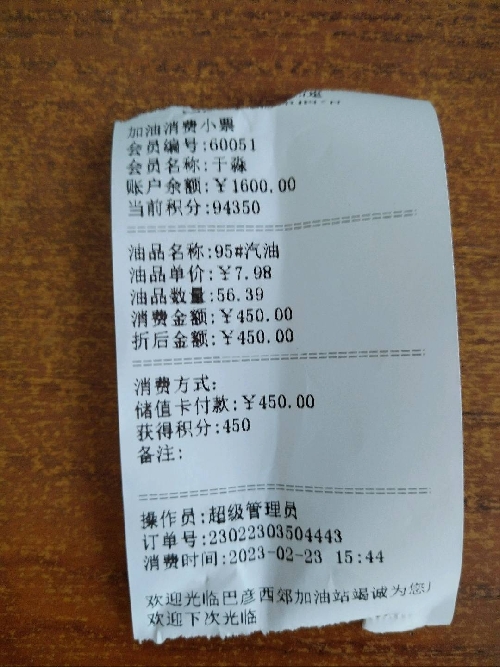 加油消费小票
会员编号:60051
会员名称:干淼
账户余额:¥1600.00
当前积分:94350
油品名称:95#汽油
油品单价:¥7.98
油品数量:56.39
消费金额:¥450.00
折后金额:¥450.00
消费方式:
储值卡付款:¥450.00
获得积分:450
备注:
操作员:超级管理员
订单号:23022303504443
消费时间:2023-02-23 15:44
欢迎光临巴彦西郊加油站竭诚为您
欢迎下次光临